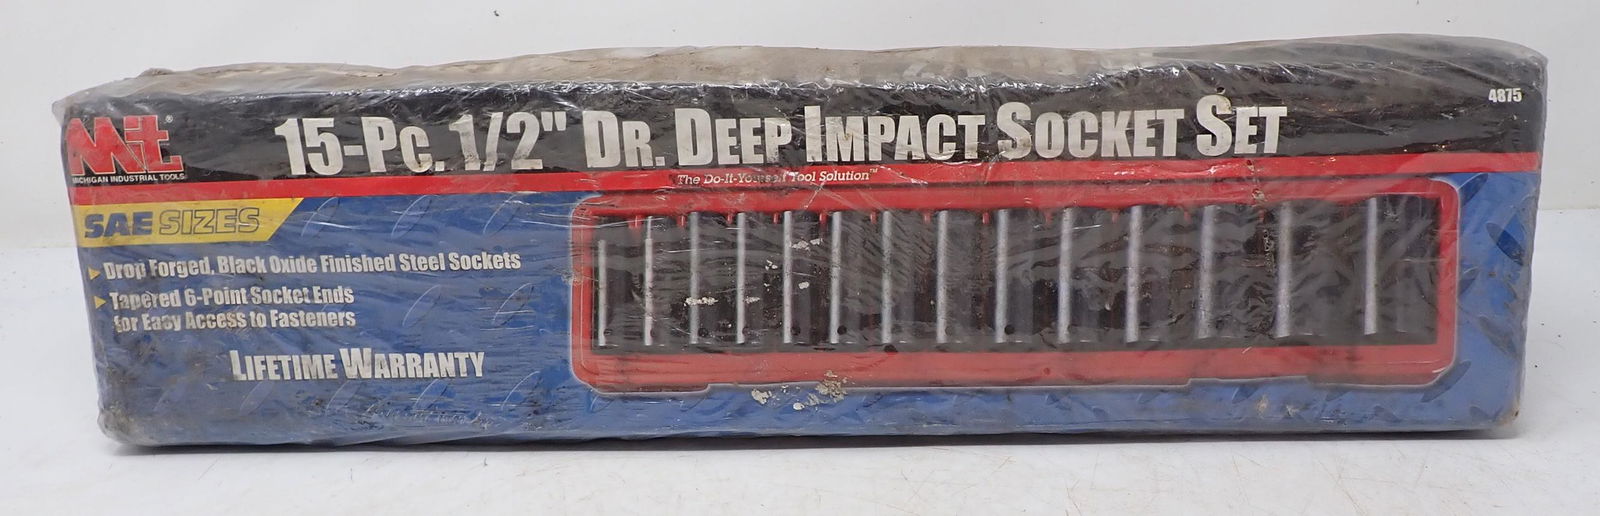 4875
Mit®
MICHIGAN INDUSTRIAL TOOLS
15-PC. 1/2" DR. DEEP IMPACT SOCKET SET
The Do-It-Yourself Tool Solution™
SAE SIZES
Drop Forged, Black Oxide Finished Steel Sockets
Tapered 6-Point Socket Ends
for Easy Access to Fasteners
LIFETIME WARRANTY